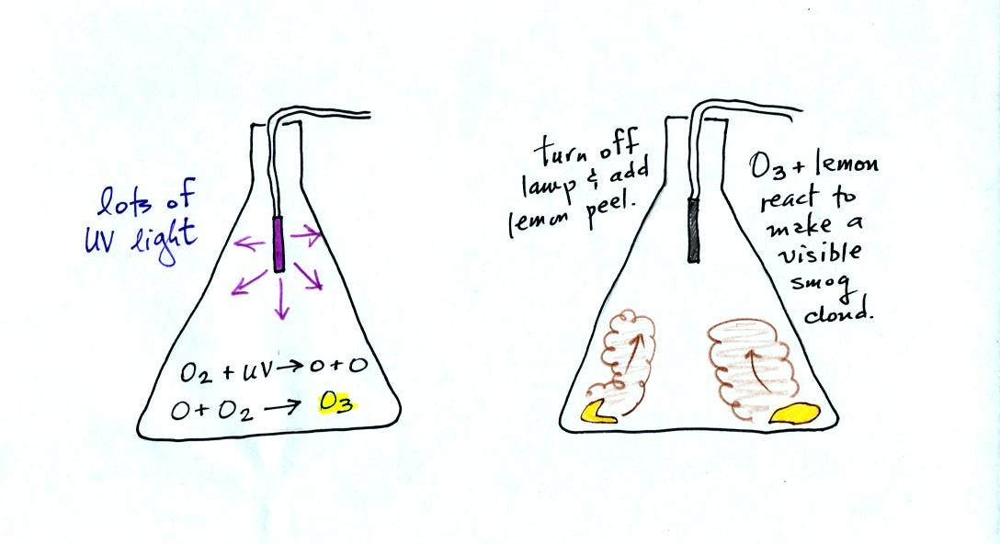 lots of
UV light
O₂ + UV → O + O
O + O₂ → O₃
turn off
lamp & add
lemon peel.
O₃ + lemon
react to
make a
visible
smog
cloud.